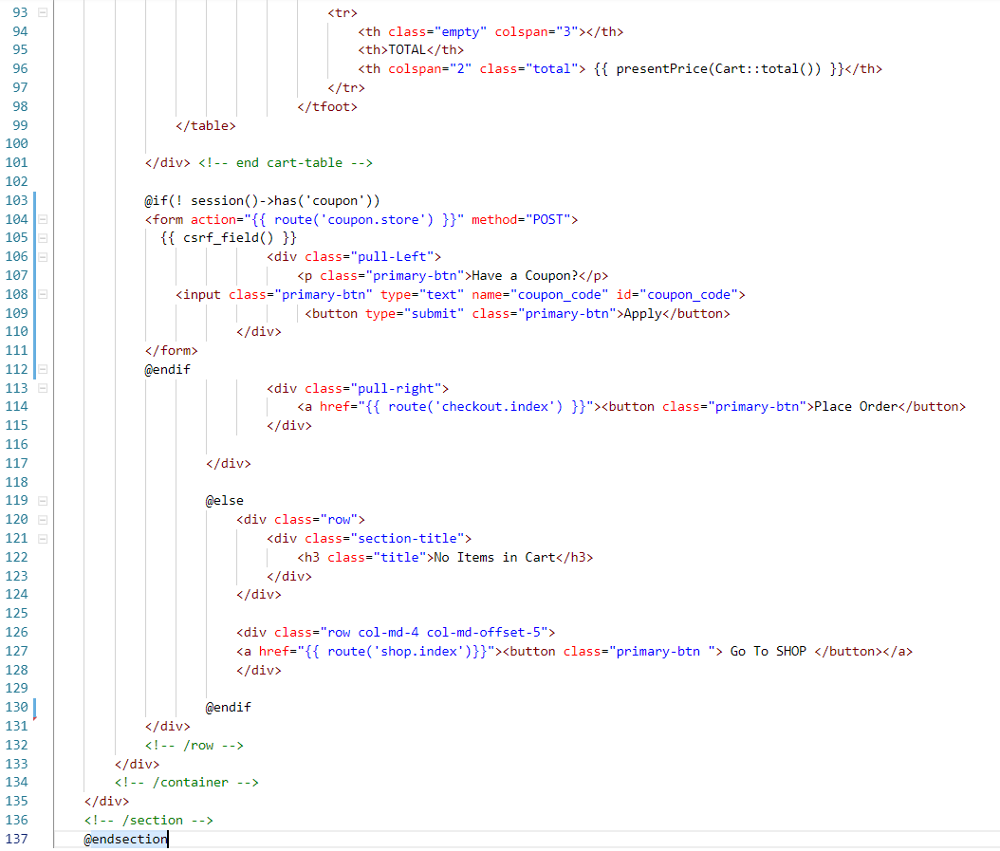 93 <tr>
94 <th class="empty" colspan="3"></th>
95 <th>TOTAL</th>
96 <th colspan="2" class="total"> {{ presentPrice(Cart::total()) }}</th>
97 </tr>
98 </tfoot>
99 </table>
100
101 </div> <!-- end cart-table -->
102
103 @if(! session()->has('coupon'))
104 <form action="{{ route('coupon.store') }}" method="POST">
105 {{ csrf_field() }}
106 <div class="pull-Left">
107 <p class="primary-btn">Have a Coupon?</p>
108 <input class="primary-btn" type="text" name="coupon_code" id="coupon_code">
109 <button type="submit" class="primary-btn">Apply</button>
110 </div>
111 </form>
112 @endif
113 <div class="pull-right">
114 <a href="{{ route('checkout.index') }}"><button class="primary-btn">Place Order</button>
115 </div>
116
117 </div>
118
119 @else
120 <div class="row">
121 <div class="section-title">
122 <h3 class="title">No Items in Cart</h3>
123 </div>
124 </div>
125
126 <div class="row col-md-4 col-md-offset-5">
127 <a href="{{ route('shop.index')}}"><button class="primary-btn "> Go To SHOP </button></a>
128 </div>
129
130 @endif
131 </div>
132 <!-- /row -->
133 </div>
134 <!-- /container -->
135 </div>
136 <!-- /section -->
137 @endsection